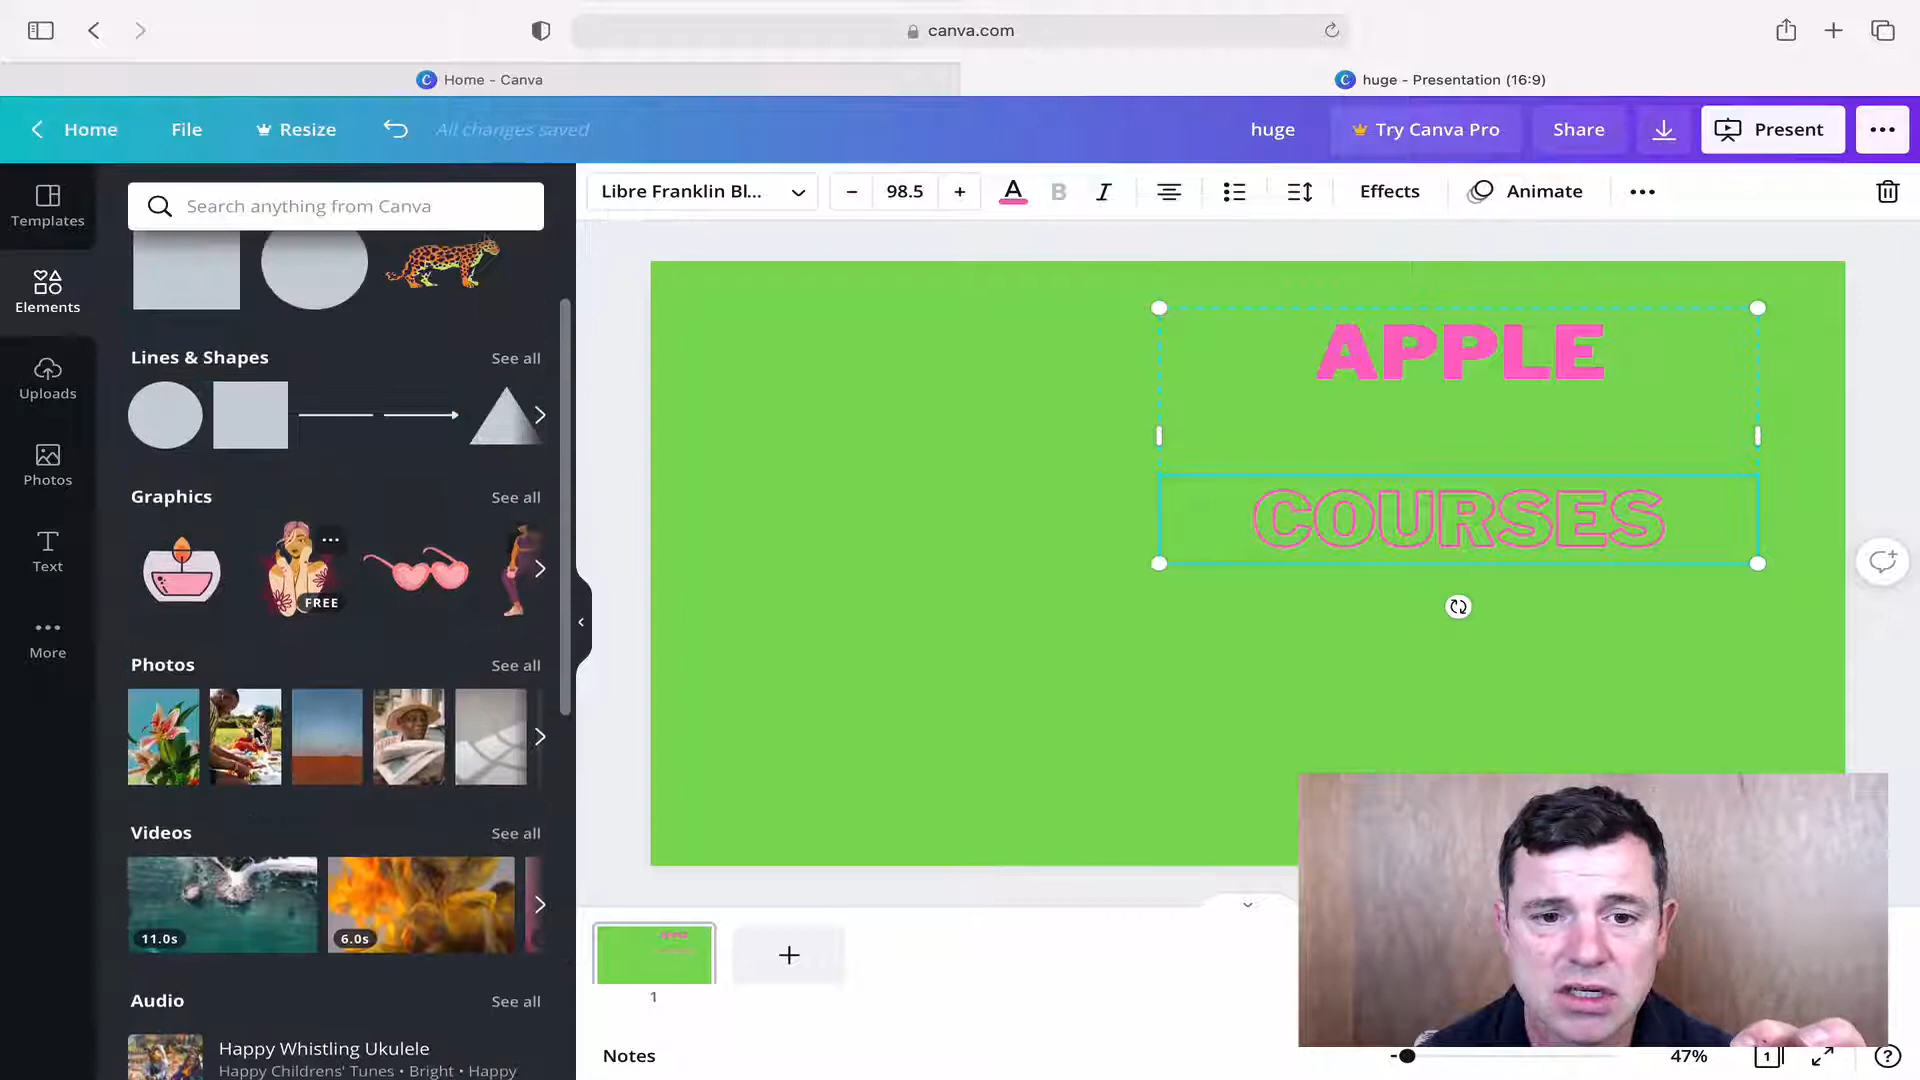 canva.com
Home - Canva
huge - Presentation (16:9)
Home
File
Resize
All changes saved
huge
Try Canva Pro
Share
Present
Templates
Elements
Uploads
Photos
Text
More
Search anything from Canva
Lines & Shapes
See all
Graphics
See all
FREE
Photos
See all
Videos
See all
11.0s
6.0s
Audio
See all
Happy Whistling Ukulele
Happy Childrens' Tunes • Bright • Happy
Libre Franklin Bl...
98.5
A
B
I
Effects
Animate
APPLE
COURSES
1
Notes
47%
1
?